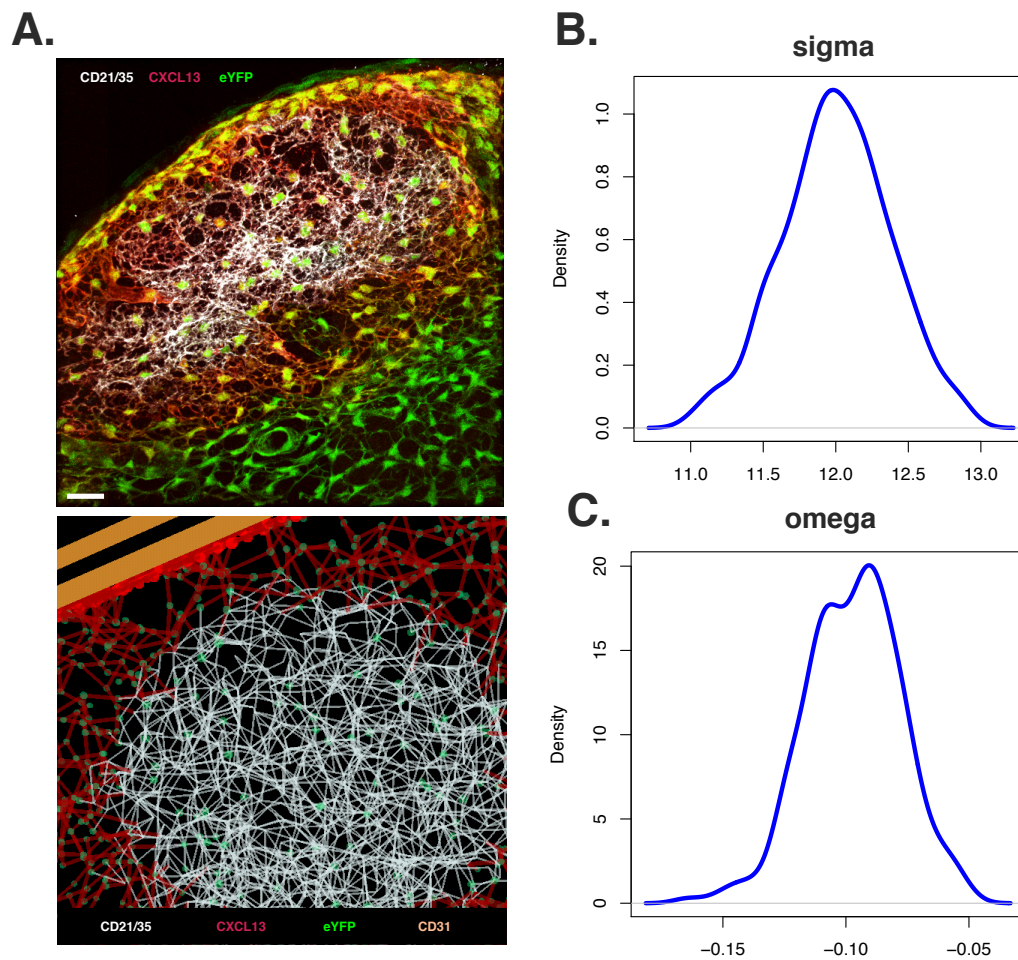 A.
CD21/35 CXCL13 eYFP
CD21/35 CXCL13 eYFP CD31
B.
sigma
Density
0.0 0.2 0.4 0.6 0.8 1.0
11.0 11.5 12.0 12.5 13.0
C.
omega
Density
0 5 10 15 20
−0.15 −0.10 −0.05